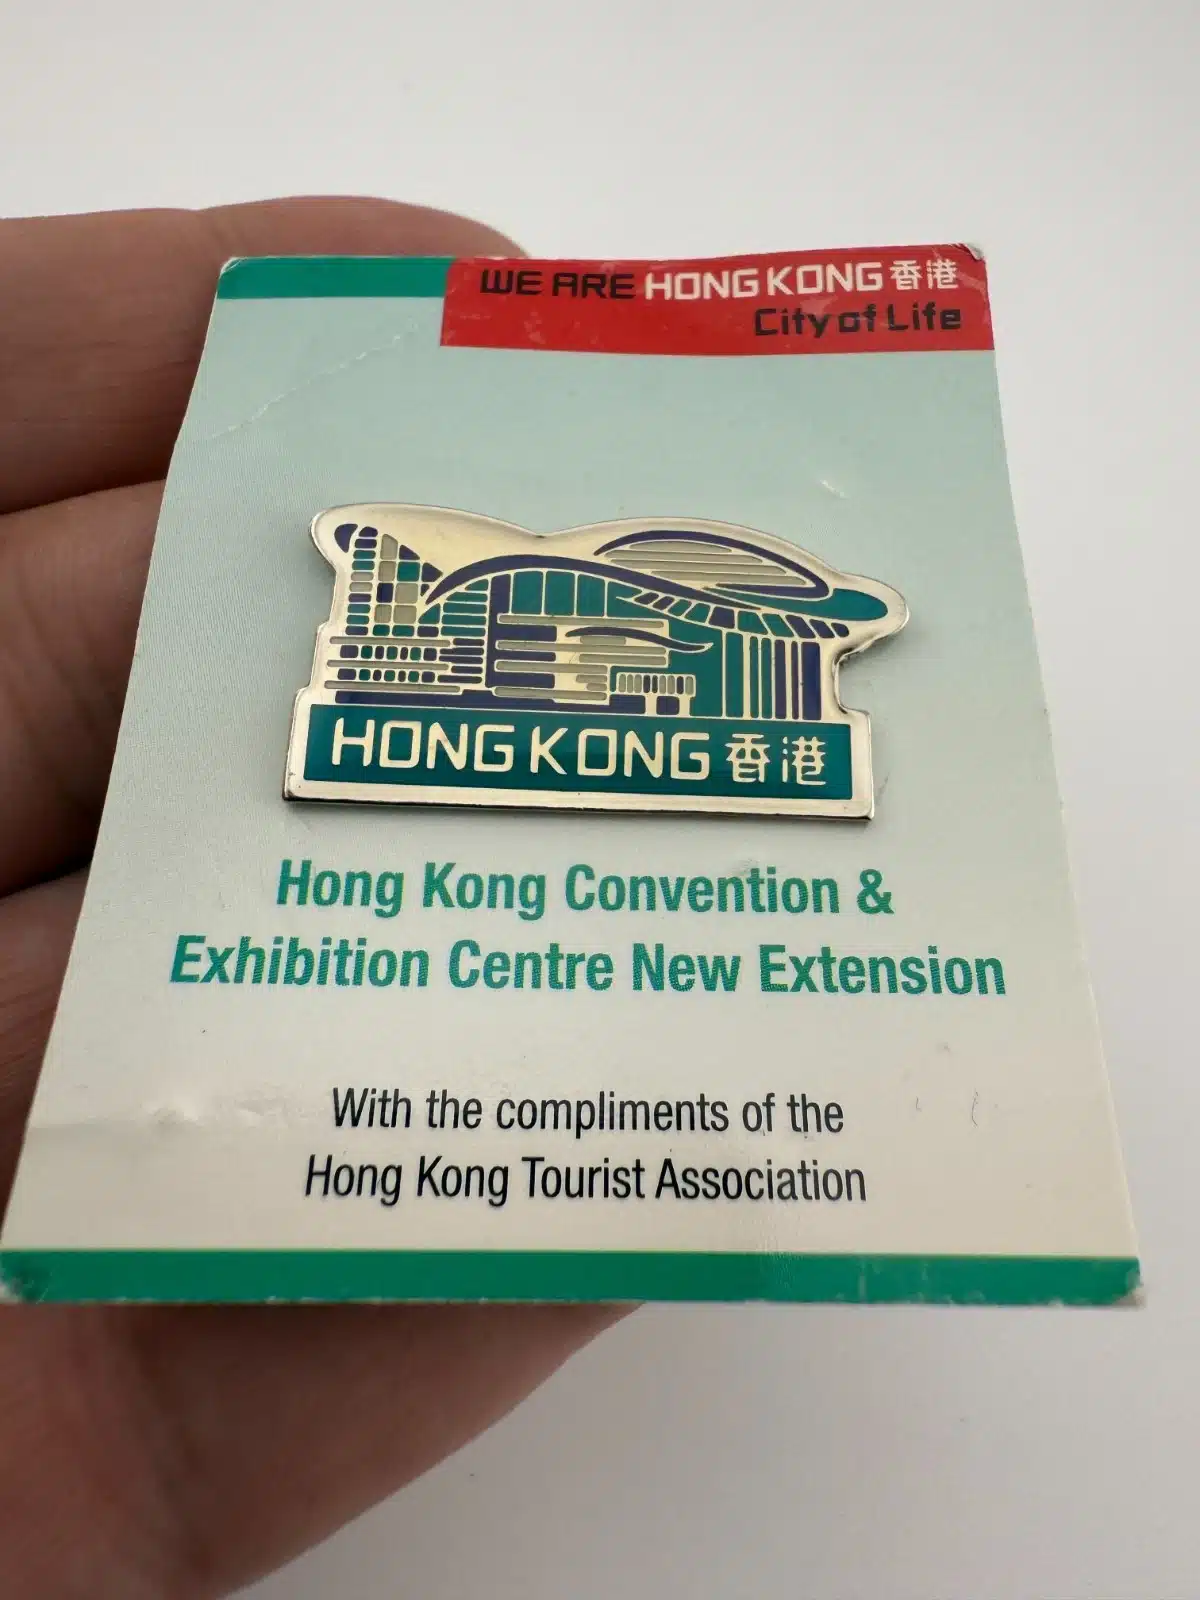 WE ARE HONG KONG 香港
City of Life
HONG KONG 香港
Hong Kong Convention &
Exhibition Centre New Extension
With the compliments of the
Hong Kong Tourist Association